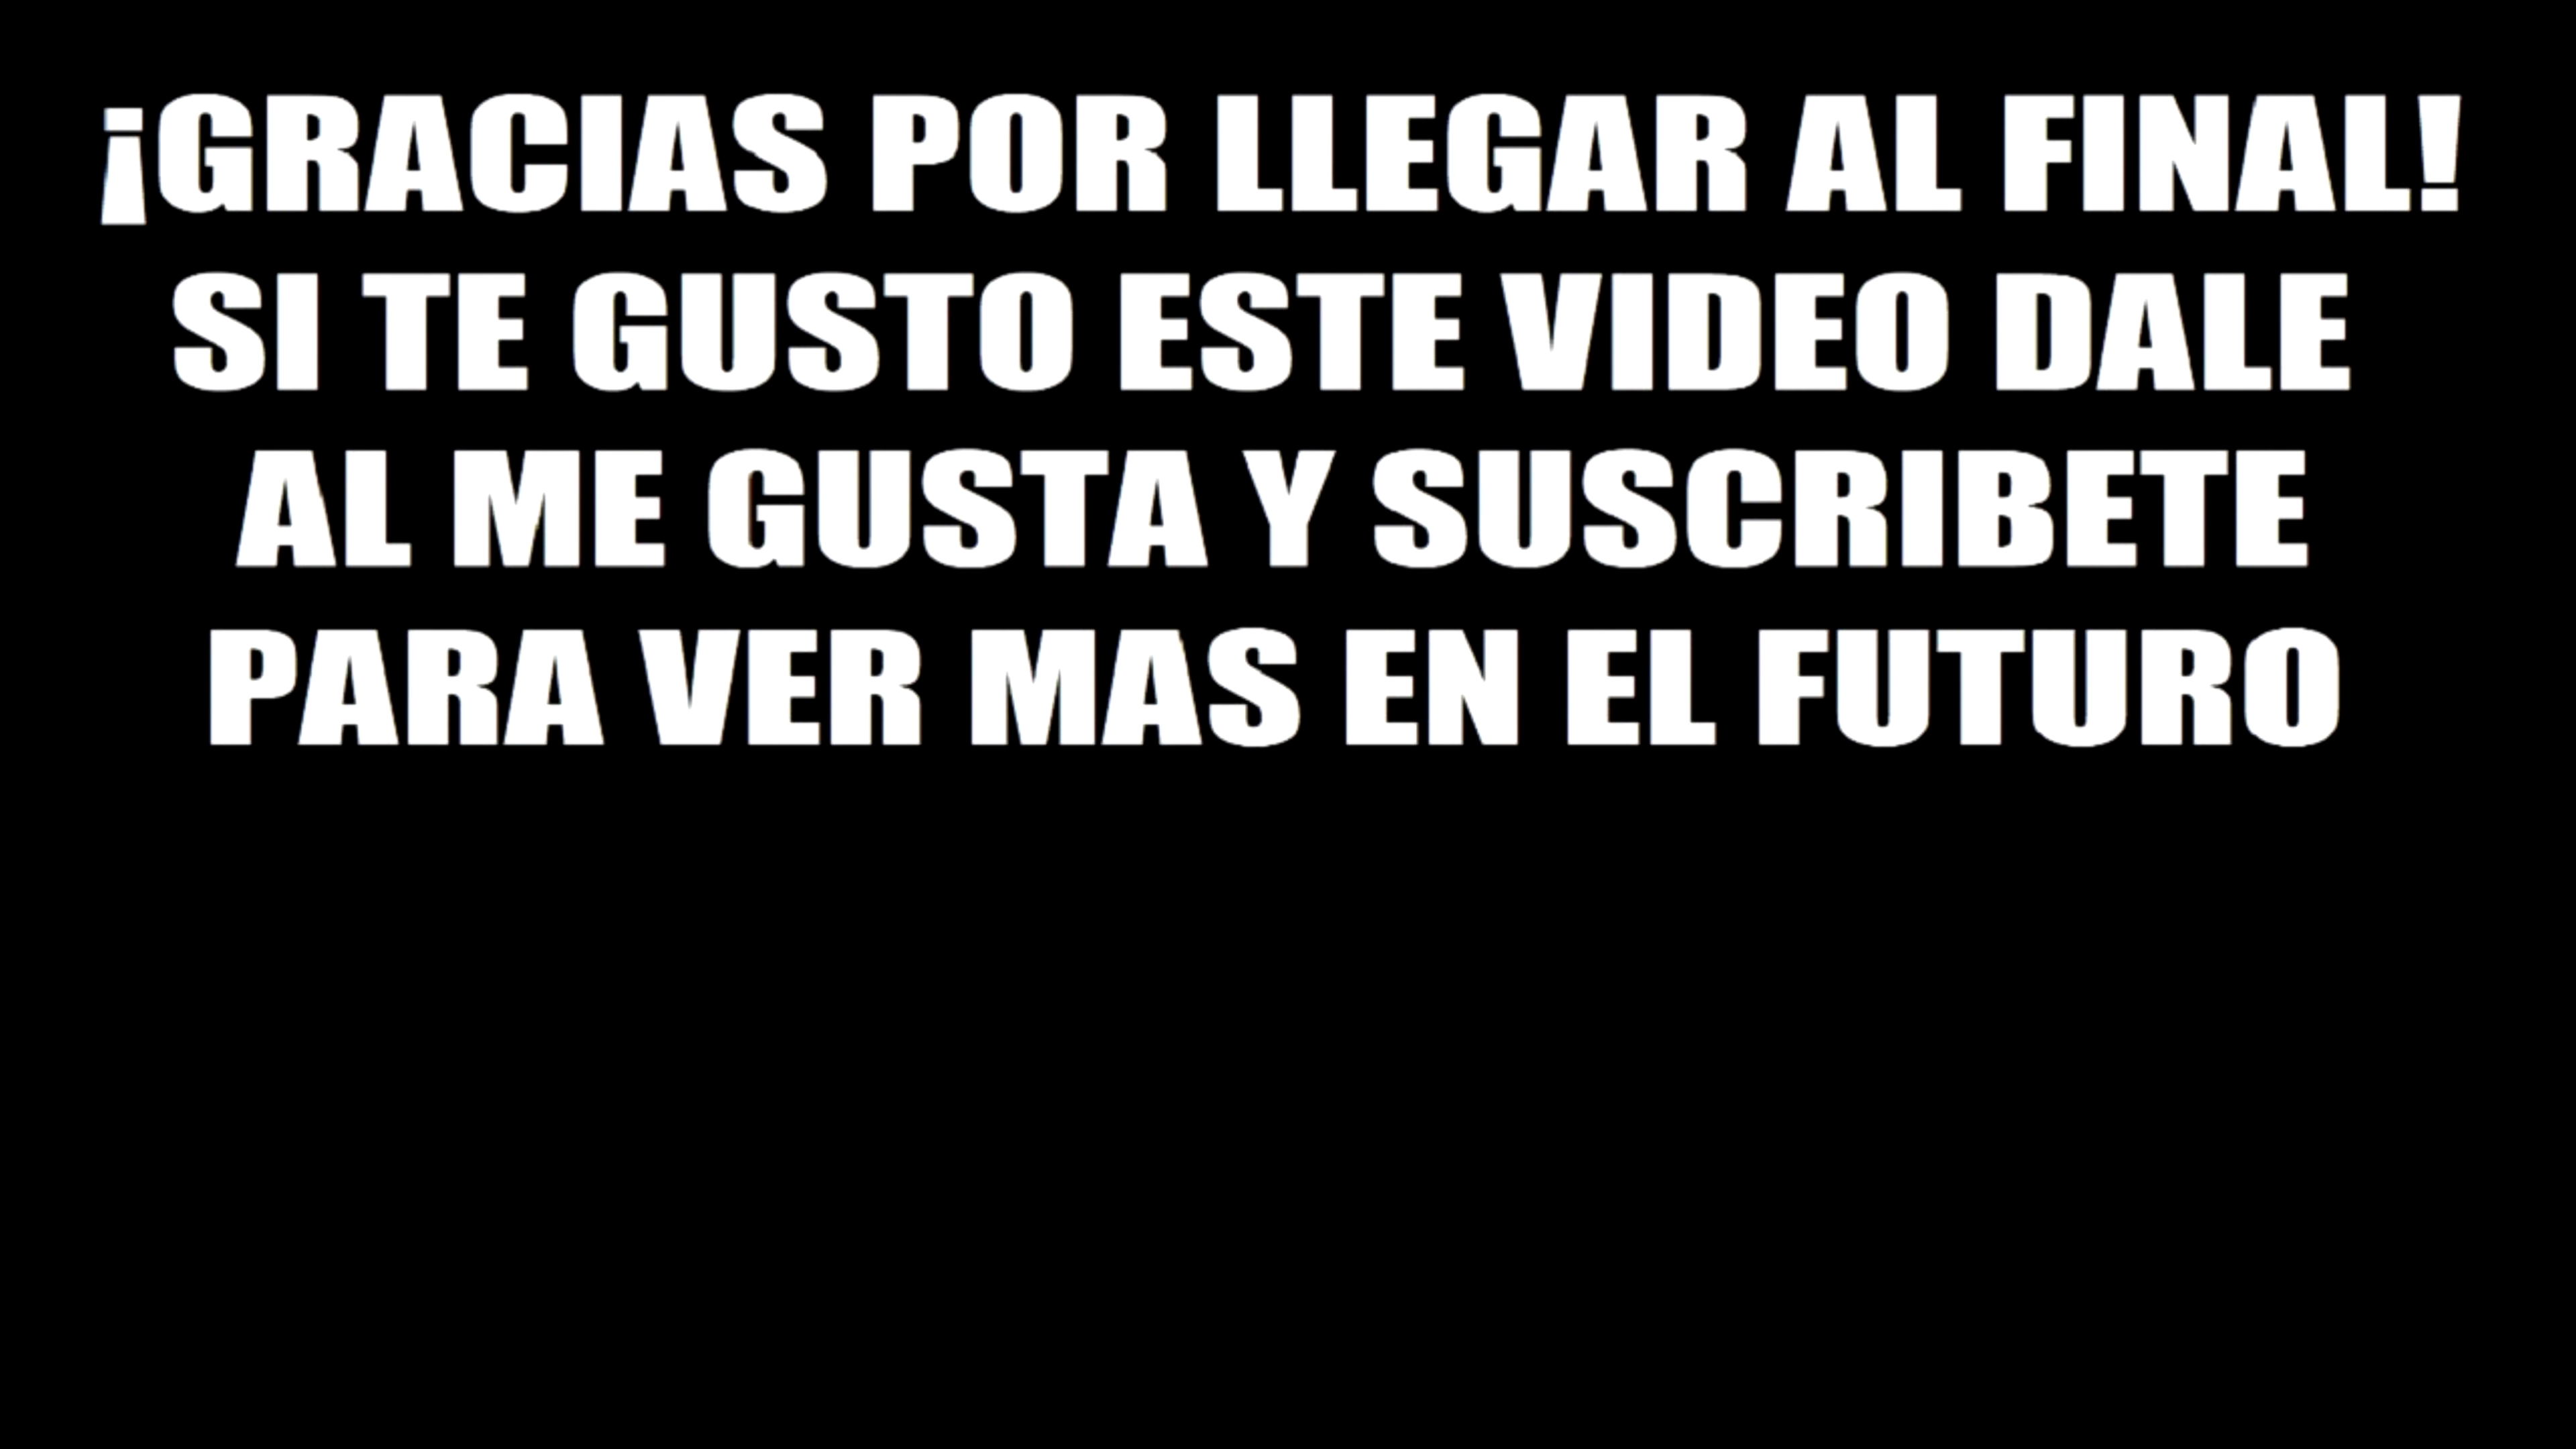 ¡GRACIAS POR LLEGAR AL FINAL!
SI TE GUSTO ESTE VIDEO DALE
AL ME GUSTA Y SUSCRIBETE
PARA VER MAS EN EL FUTURO